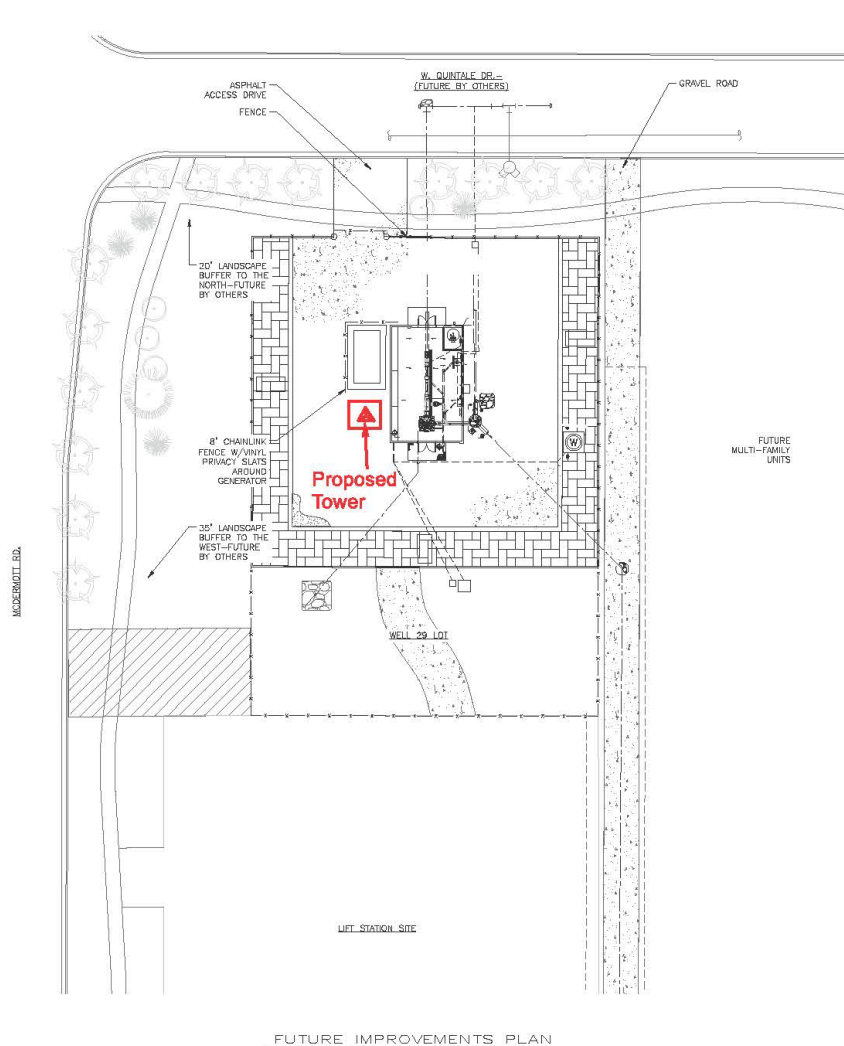 W. QUINTALE DR.-
(FUTURE BY OTHERS)
ASPHALT
ACCESS DRIVE
FENCE
GRAVEL ROAD
20' LANDSCAPE
BUFFER TO THE
NORTH-FUTURE
BY OTHERS
8' CHAINLINK
FENCE W/VINYL
PRIVACY SLATS
AROUND
GENERATOR
Proposed
Tower
W
FUTURE
MULTI-FAMILY
UNITS
35' LANDSCAPE
BUFFER TO THE
WEST-FUTURE
BY OTHERS
MCDERMOTT RD.
WELL 29 LOT
LIFT STATION SITE
FUTURE IMPROVEMENTS PLAN